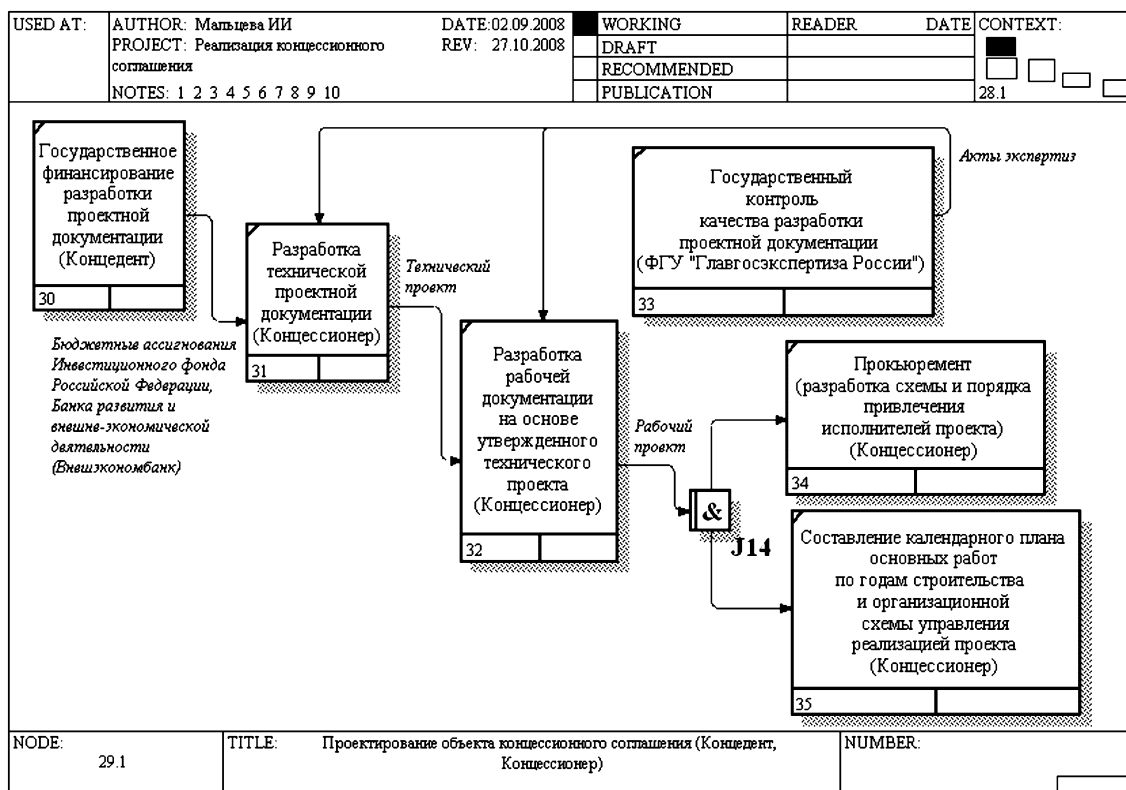 USED AT:
AUTHOR: Мальцева ИИ
DATE:02.09.2008
PROJECT: Реализация концессионного
соглашения
REV: 27.10.2008
NOTES: 1 2 3 4 5 6 7 8 9 10
WORKING
DRAFT
RECOMMENDED
PUBLICATION
READER
DATE
CONTEXT:
28.1
Государственное
финансирование
разработки
проектной
документации
(Концедент)
30
Бюджетные ассигнования
Инвестиционного фонда
Российской Федерации,
Банка развития и
внешне-экономической
деятельности
(Внешэкономбанк)
Разработка
технической
проектной
документации
(Концессионер)
31
Технический
проект
Разработка
рабочей
документации
на основе
утвержденного
технического
проекта
(Концессионер)
32
Государственный
контроль
качества разработки
проектной документации
(ФГУ "Главгосэкспертиза России")
33
Акты экспертиз
Рабочий
проект
&
J14
Прокьюремент
(разработка схемы и порядка
привлечения
исполнителей проекта)
(Концессионер)
34
Составление календарного плана
основных работ
по годам строительства
и организационной
схемы управления
реализацией проекта
(Концессионер)
35
NODE:
29.1
TITLE:
Проектирование объекта концессионного соглашения (Концедент,
Концессионер)
NUMBER: